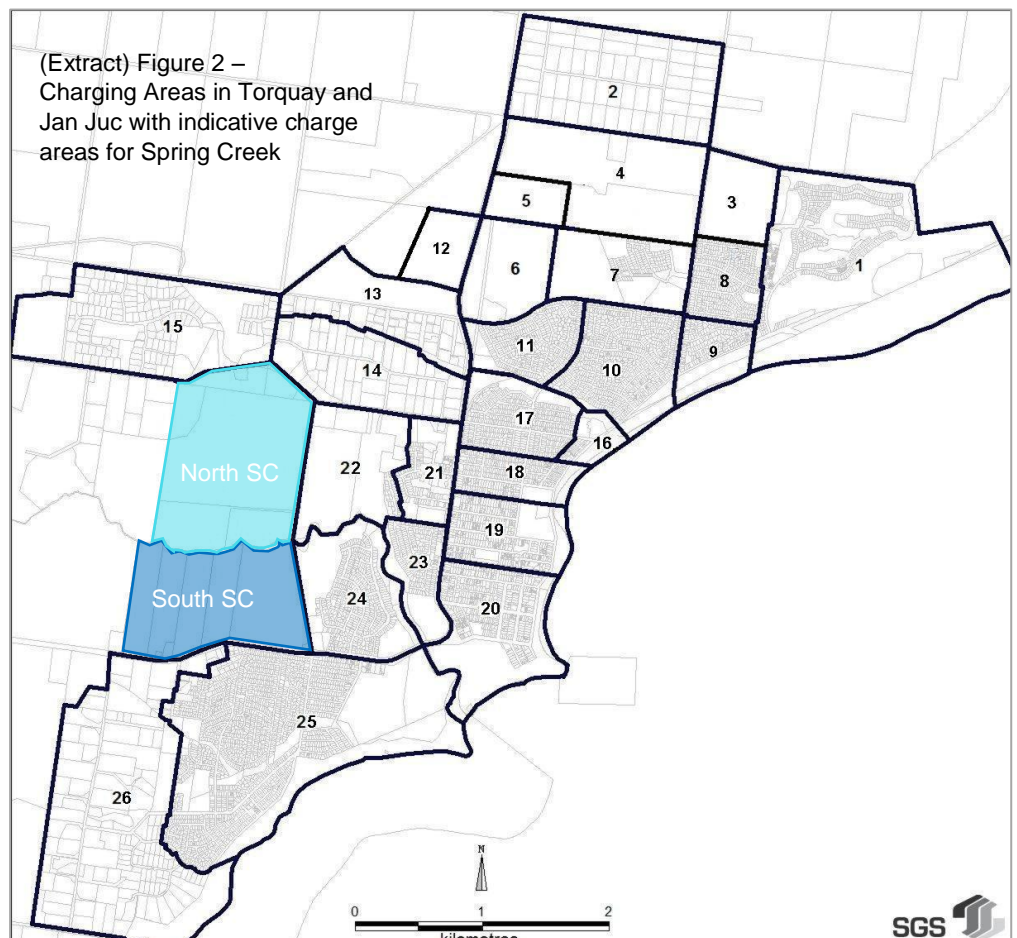 (Extract) Figure 2 –
Charging Areas in Torquay and
Jan Juc with indicative charge
areas for Spring Creek
2
4
5
3
12
6
7
8
1
13
15
11
9
14
10
17
16
22
21
18
North SC
19
23
South SC
24
20
25
26
N
0 1 2
kilometres
SGS